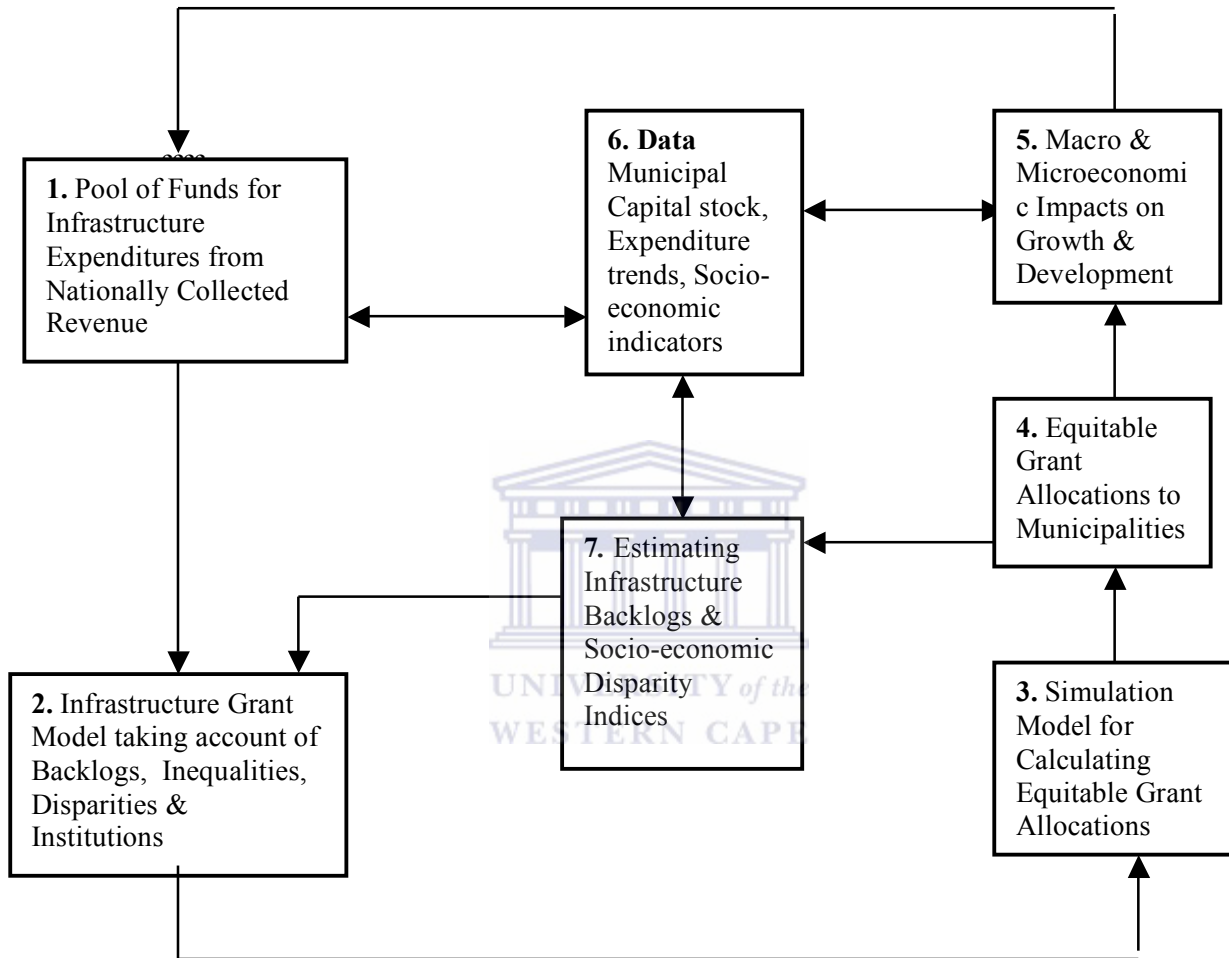 1. Pool of Funds for
Infrastructure
Expenditures from
Nationally Collected
Revenue
6. Data
Municipal
Capital stock,
Expenditure
trends, Socio-
economic
indicators
5. Macro &
Microeconomi
c Impacts on
Growth &
Development
4. Equitable
Grant
Allocations to
Municipalities
7. Estimating
Infrastructure
Backlogs &
Socio-economic
Disparity
Indices
UNIVERSITY of the
WESTERN CAPE
2. Infrastructure Grant
Model taking account of
Backlogs, Inequalities,
Disparities &
Institutions
3. Simulation
Model for
Calculating
Equitable Grant
Allocations